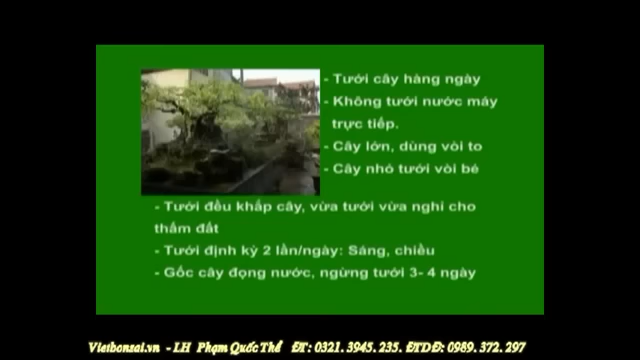 - Tưới cây hàng ngày
- Không tưới nước máy
trực tiếp.
- Cây lớn, dùng vòi to
- Cây nhỏ tưới vòi bé
- Tưới đều khắp cây, vừa tưới vừa nghỉ cho
thấm đất
- Tưới định kỳ 2 lần/ngày: Sáng, chiều
- Gốc cây đọng nước, ngừng tưới 3- 4 ngày
Vietbonsai.vn - LH Phạm Quốc Thể ĐT: 0321. 3945. 235. ĐTDĐ: 0989. 372. 297